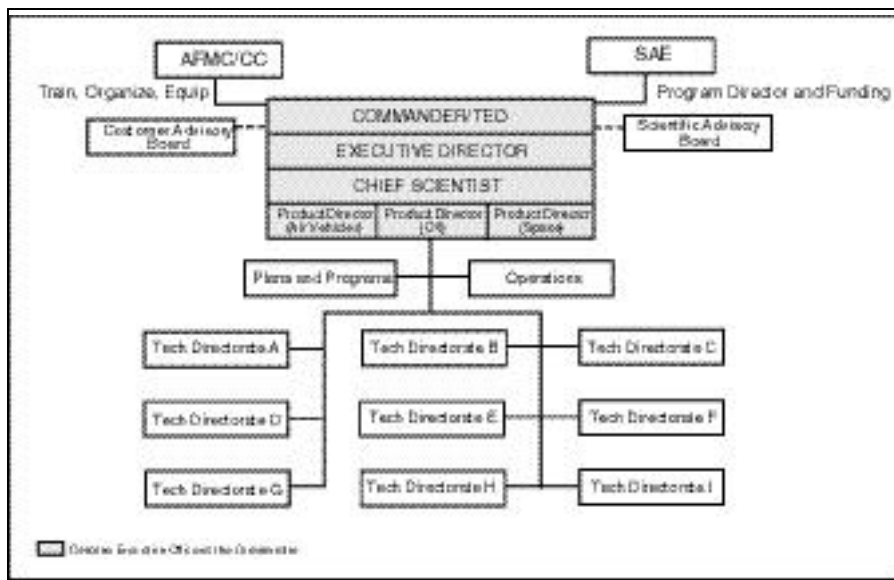 AFMC/CC
SAE
Train, Organize, Equip
Program Director and Funding
COMMANDER/TEO
Customer Advisory
Board
Scientific Advisory
Board
EXECUTIVE DIRECTOR
CHIEF SCIENTIST
Product Director
(Air Vehicles)
Product Director
Product Director
(Space)
Plans and Programs
Operations
Tech Directorate A
Tech Directorate B
Tech Directorate C
Tech Directorate D
Tech Directorate E
Tech Directorate F
Tech Directorate G
Tech Directorate H
Tech Directorate I